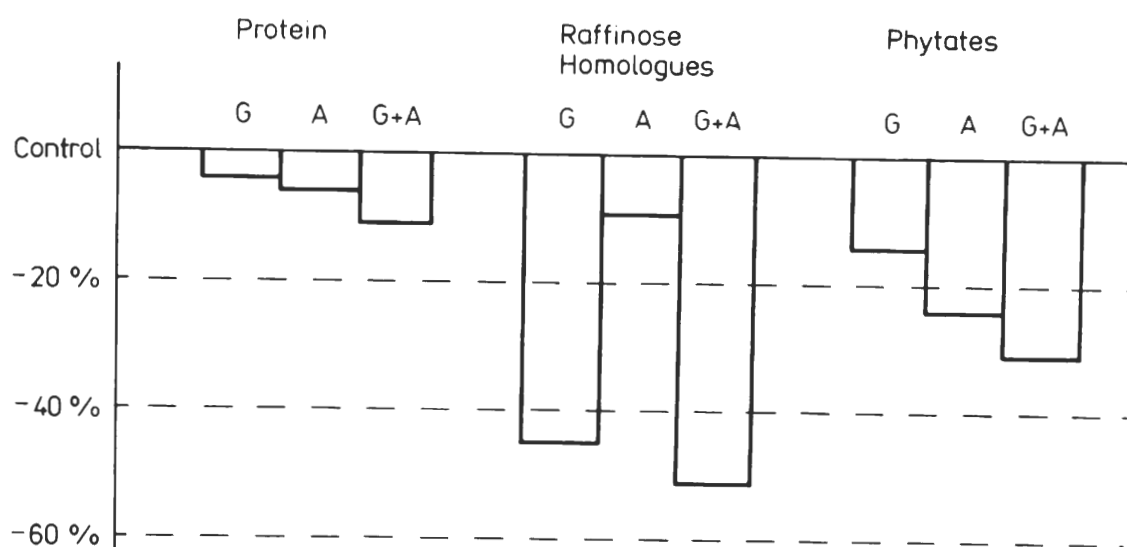 Protein
Raffinose
Homologues
Phytates
G A G+A
G A G+A
G A G+A
Control
-20 %
-40 %
-60 %